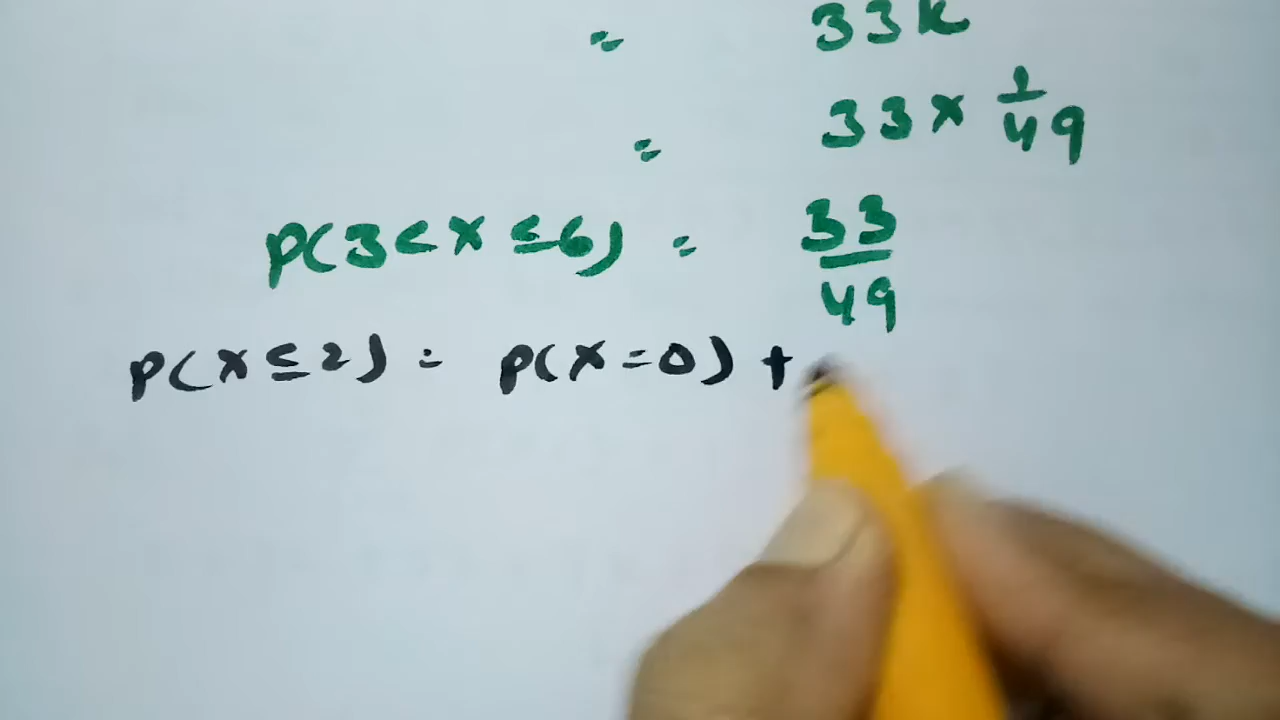 = 33k
= 33 x 1/49
P(3 < x ≤ 6) = 33/49
P(x ≤ 2) = P(x = 0) +